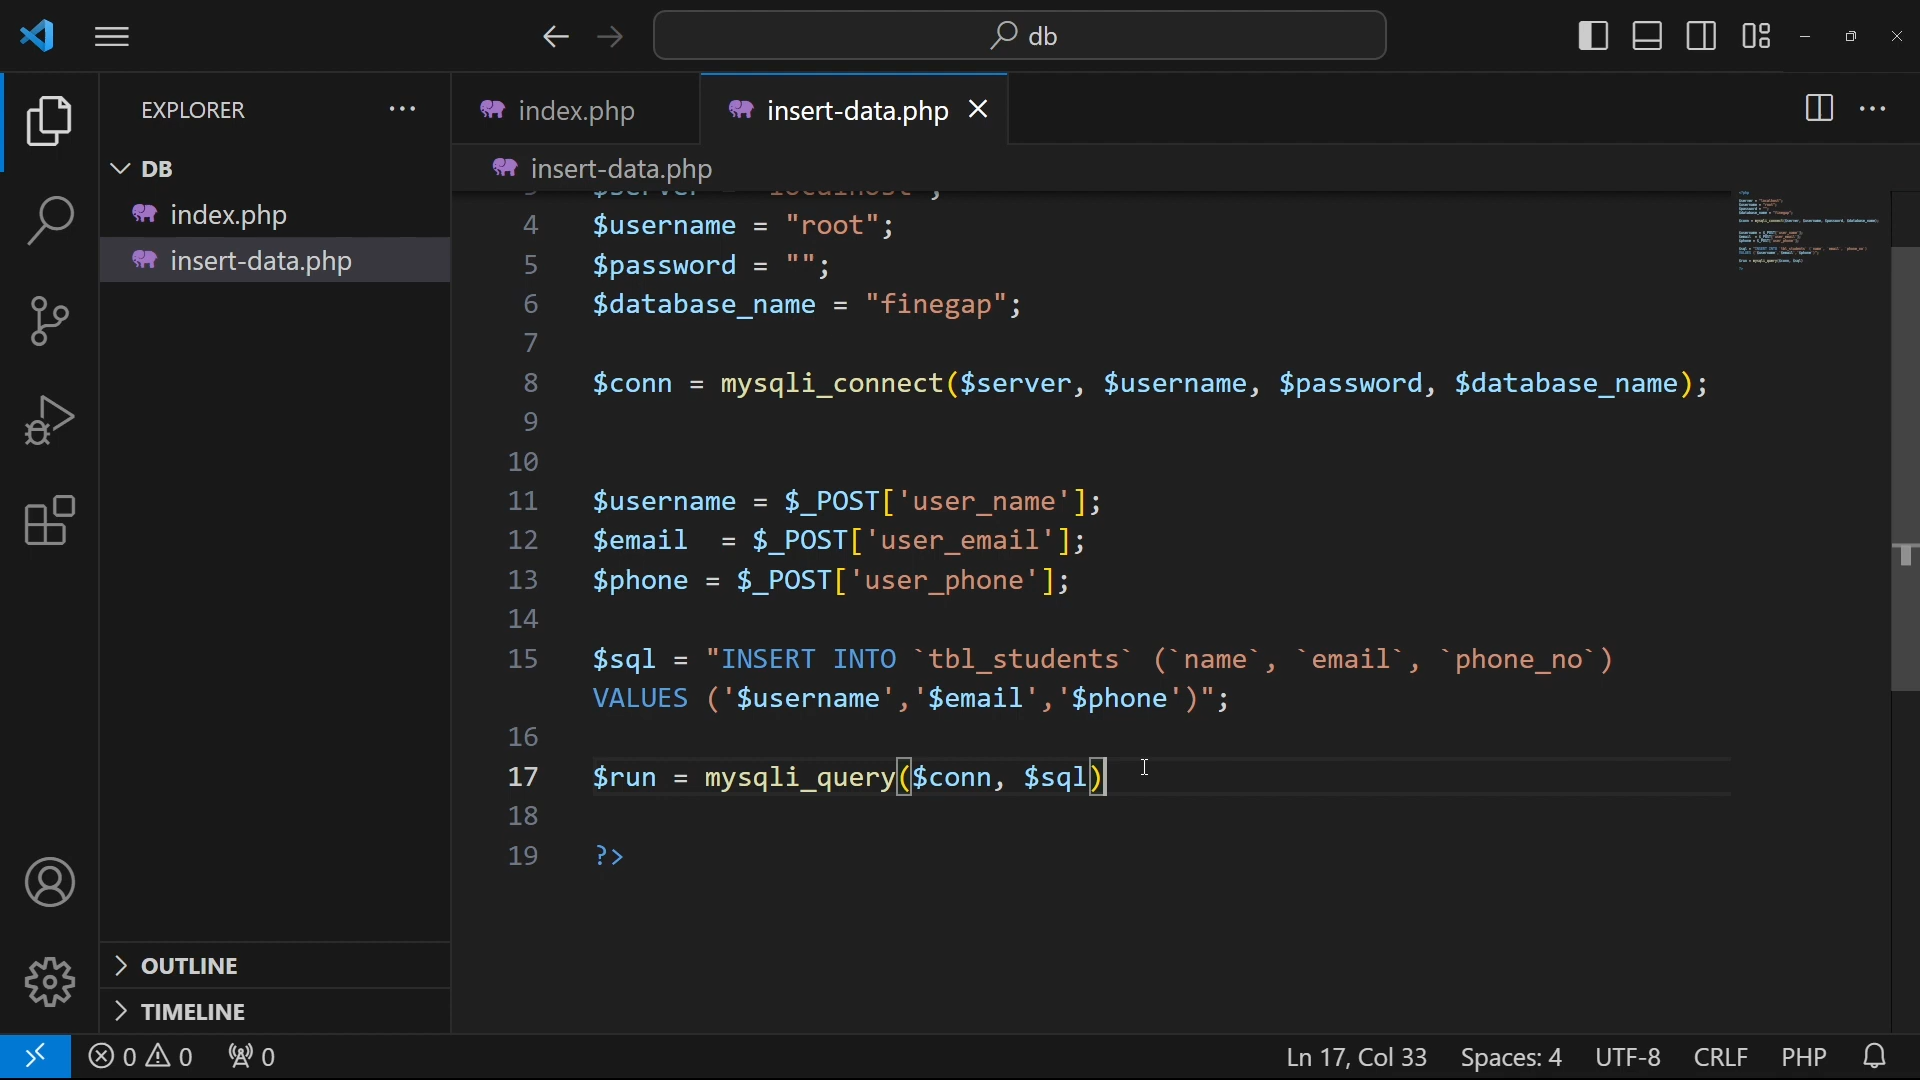 db
EXPLORER
DB
index.php
insert-data.php
OUTLINE
TIMELINE
index.php
insert-data.php
insert-data.php
4 $username = "root";
5 $password = "";
6 $database_name = "finegap";
7
8 $conn = mysqli_connect($server, $username, $password, $database_name);
9
10
11 $username = $_POST['user_name'];
12 $email  = $_POST['user_email'];
13 $phone = $_POST['user_phone'];
14
15 $sql = "INSERT INTO `tbl_students` (`name`, `email`, `phone_no`)
VALUES ('$username','$email','$phone')";
16
17 $run = mysqli_query($conn, $sql)
18
19 ?>
0 0 0 Ln 17, Col 33 Spaces: 4 UTF-8 CRLF PHP